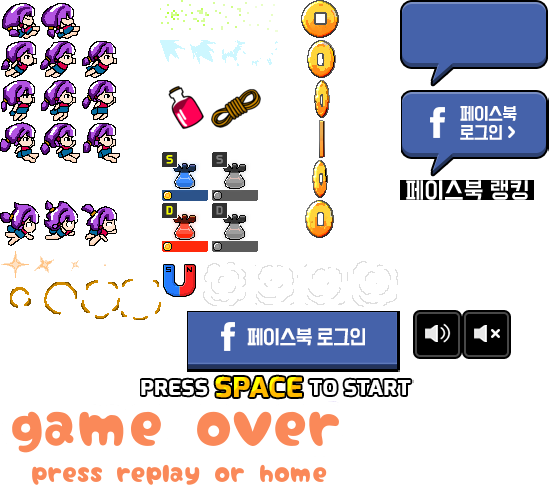 f 페이스북
로그인 >
페이스북 랭킹
S S
D D
S N
f 페이스북 로그인
PRESS SPACE TO START
game over
press replay or home